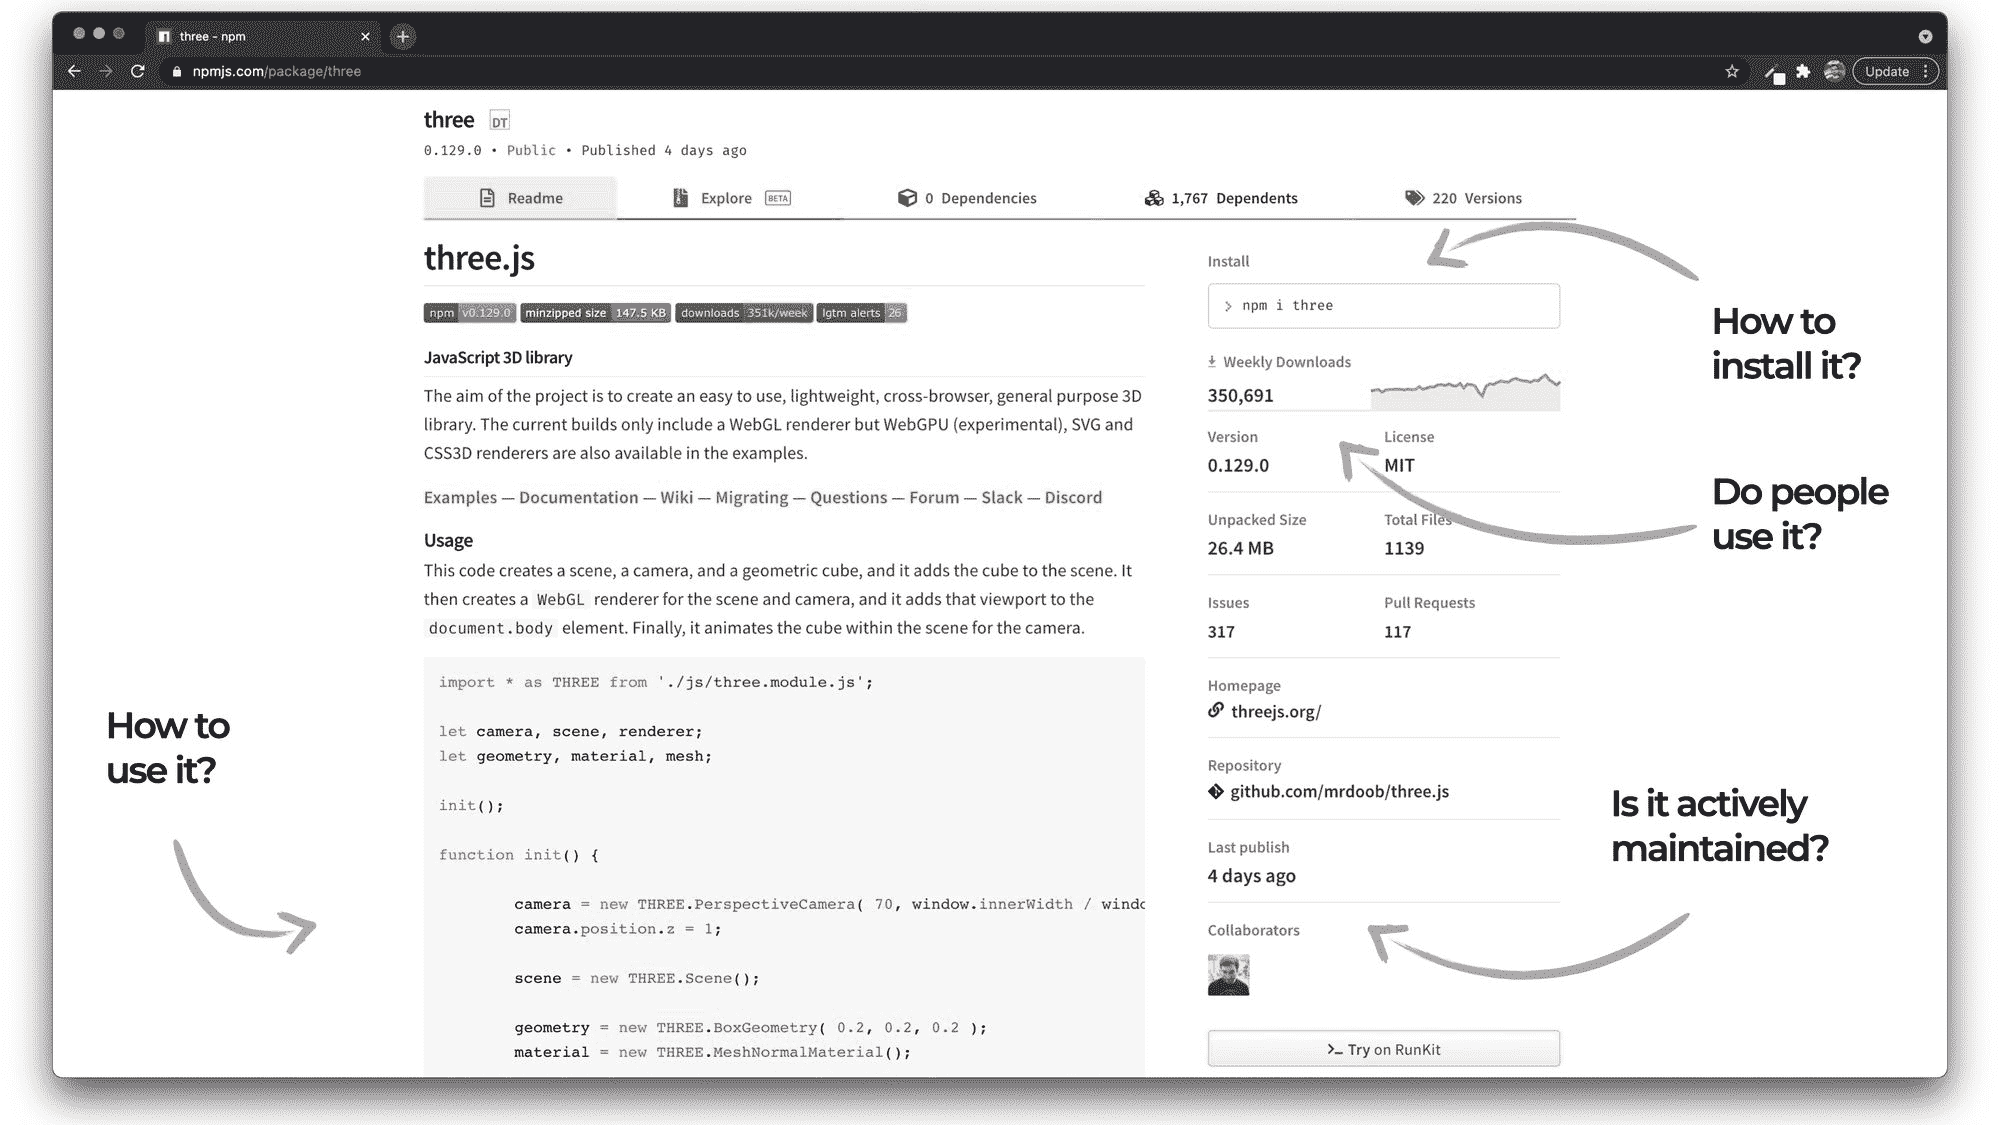 three - npm
npmjs.com/package/three
Update
three DT
0.129.0 • Public • Published 4 days ago
Readme
Explore BETA
0 Dependencies
1,767 Dependents
220 Versions
three.js
npm v0.129.0 minzipped size 147.5 KB downloads 351k/week lgtm alerts 26
JavaScript 3D library
The aim of the project is to create an easy to use, lightweight, cross-browser, general purpose 3D
library. The current builds only include a WebGL renderer but WebGPU (experimental), SVG and
CSS3D renderers are also available in the examples.
Examples — Documentation — Wiki — Migrating — Questions — Forum — Slack — Discord
Usage
This code creates a scene, a camera, and a geometric cube, and it adds the cube to the scene. It
then creates a WebGL renderer for the scene and camera, and it adds that viewport to the
document.body element. Finally, it animates the cube within the scene for the camera.
import * as THREE from './js/three.module.js';
let camera, scene, renderer;
let geometry, material, mesh;
init();
function init() {
camera = new THREE.PerspectiveCamera( 70, window.innerWidth / windo
camera.position.z = 1;
scene = new THREE.Scene();
geometry = new THREE.BoxGeometry( 0.2, 0.2, 0.2 );
material = new THREE.MeshNormalMaterial();
Install
> npm i three
Weekly Downloads
350,691
Version
0.129.0
License
MIT
Unpacked Size
26.4 MB
Total Files
1139
Issues
317
Pull Requests
117
Homepage
threejs.org/
Repository
github.com/mrdoob/three.js
Last publish
4 days ago
Collaborators
Try on RunKit
How to
install it?
Do people
use it?
Is it actively
maintained?
How to
use it?